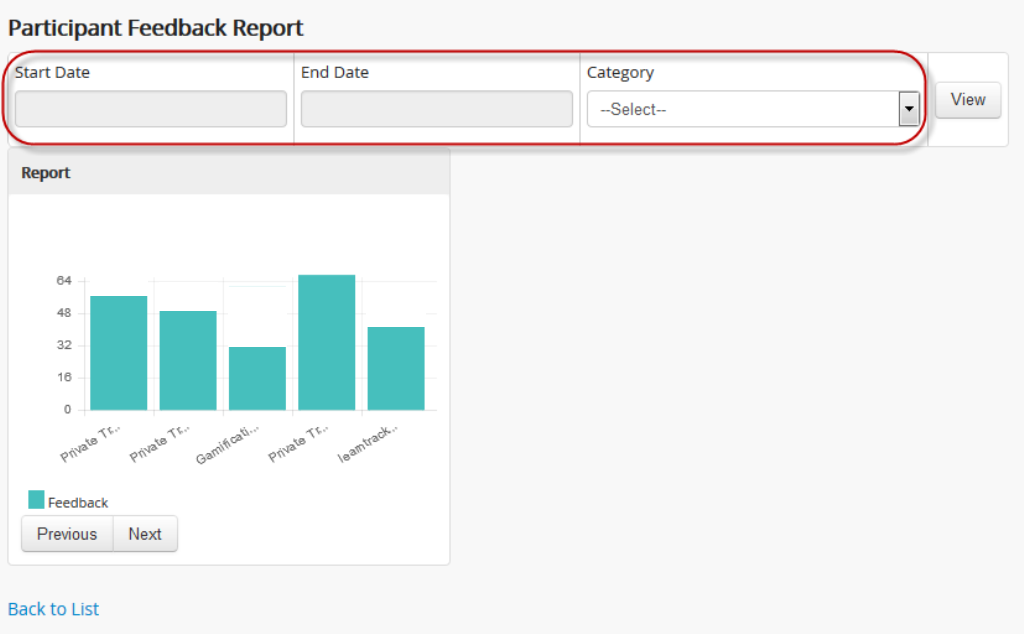 Participant Feedback Report
Start Date
End Date
Category
--Select--
View
Report
64
48
32
16
0
Private Tr...
Private Tr...
Gamificati...
Private Tr...
learntrack...
Feedback
Previous
Next
Back to List